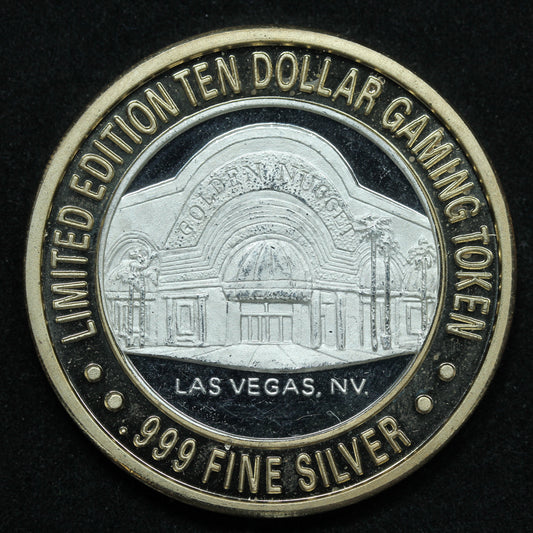 LIMITED EDITION TEN DOLLAR GAMING TOKEN
GOLDEN NUGGET
LAS VEGAS, NV.
.999 FINE SILVER